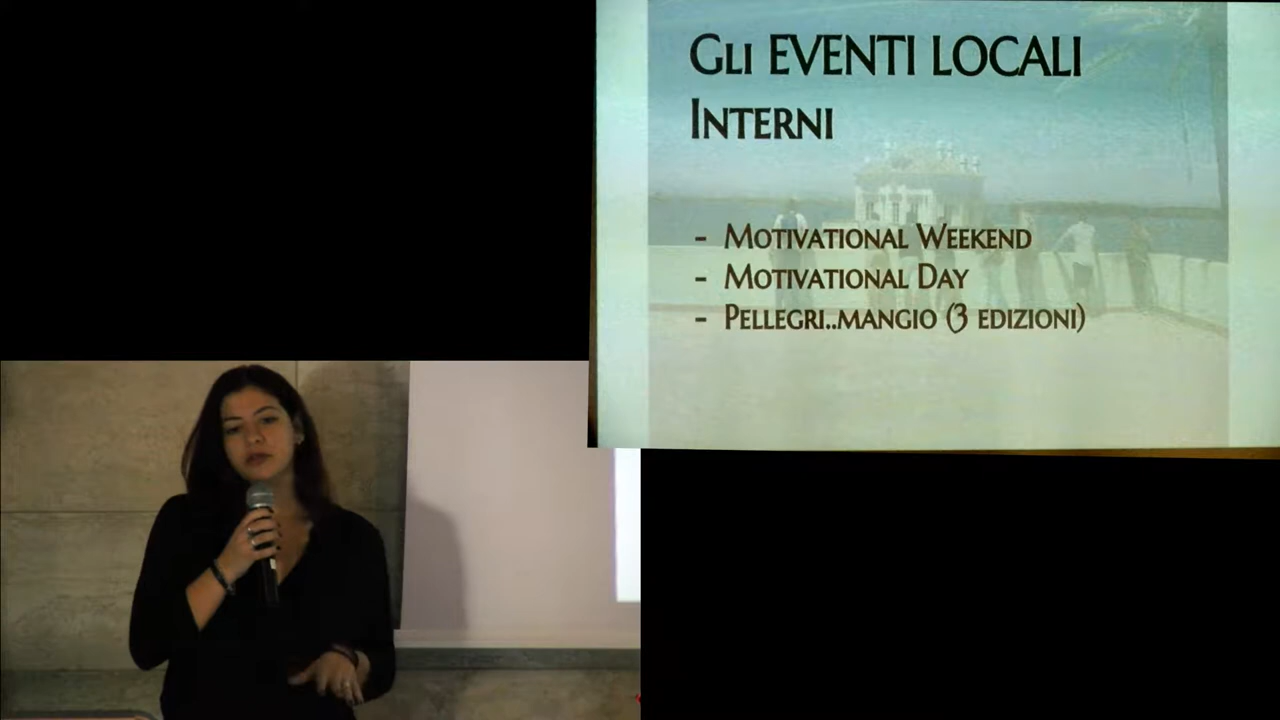 Gli EVENTI LOCALI
Interni
- Motivational Weekend
- Motivational Day
- Pellegri..mangio (3 edizioni)